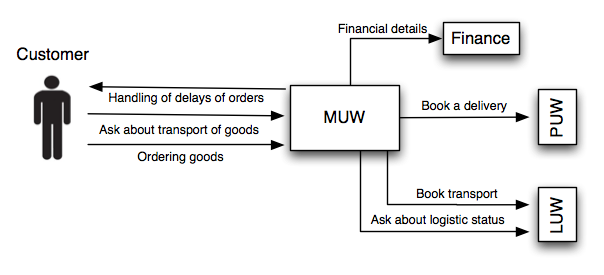 Financial details
Finance
Customer
Handling of delays of orders
MUW
Book a delivery
PUW
Ask about transport of goods
Ordering goods
Book transport
Ask about logistic status
LUW